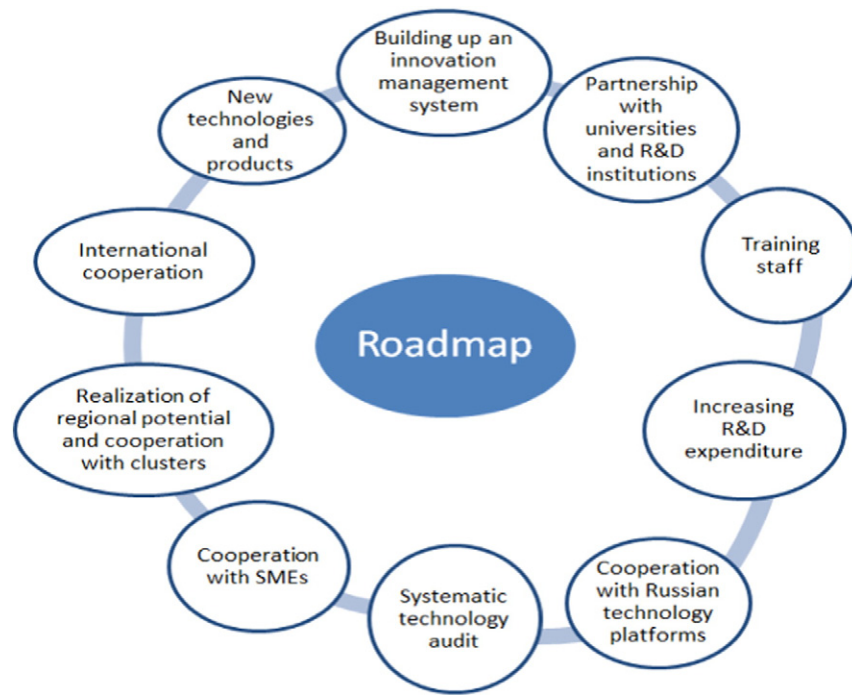 Building up an
innovation
management
system
Partnership
with
universities
and R&D
institutions
Training
staff
Increasing
R&D
expenditure
Cooperation
with Russian
technology
platforms
Systematic
technology
audit
Cooperation
with SMEs
Realization of
regional potential
and cooperation
with clusters
International
cooperation
New
technologies
and
products
Roadmap